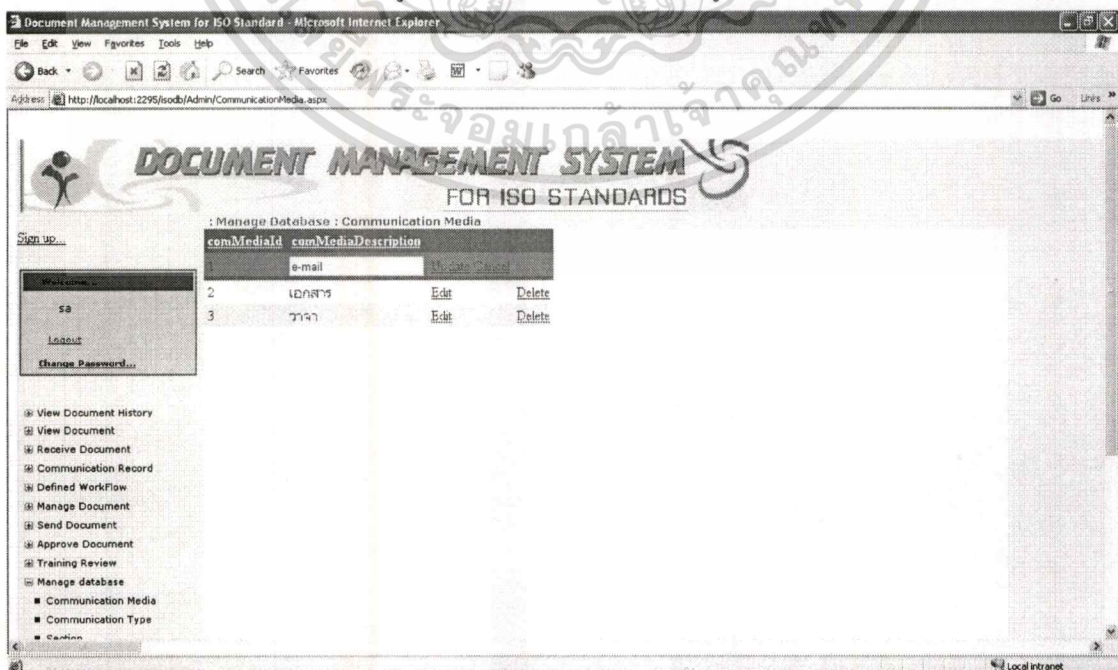 Document Management System for ISO Standard - Microsoft Internet Explorer
File Edit View Favorites Tools Help
Back Search Favorites
Address http://localhost:2295/isodb/Admin/CommunicationMedia.aspx Go Links »
DOCUMENT MANAGEMENT SYSTEM
FOR ISO STANDARDS
: Manage Database : Communication Media
Sign up...
comMediaId comMediaDescription
1 e-mail Update Cancel
2 เอกสาร Edit Delete
3 วาจา Edit Delete
Welcome...
sa
Logout
Change Password...
View Document History
View Document
Receive Document
Communication Record
Defined WorkFlow
Manage Document
Send Document
Approve Document
Training Review
Manage database
Communication Media
Communication Type
Section
Local intranet